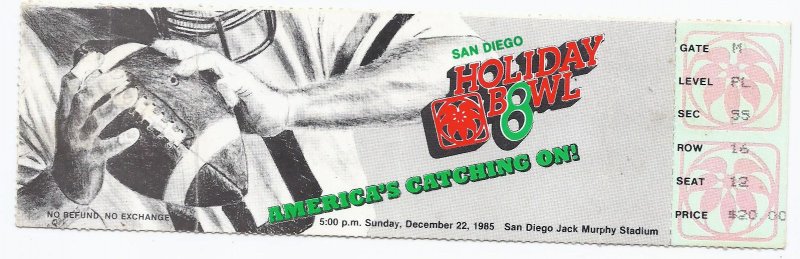 SAN DIEGO
HOLIDAY
BOWL
8
AMERICA'S CATCHING ON!
NO REFUND, NO EXCHANGE
5:00 p.m. Sunday, December 22, 1985 San Diego Jack Murphy Stadium
GATE M
LEVEL PL
SEC 55
ROW 16
SEAT 12
PRICE $20.00